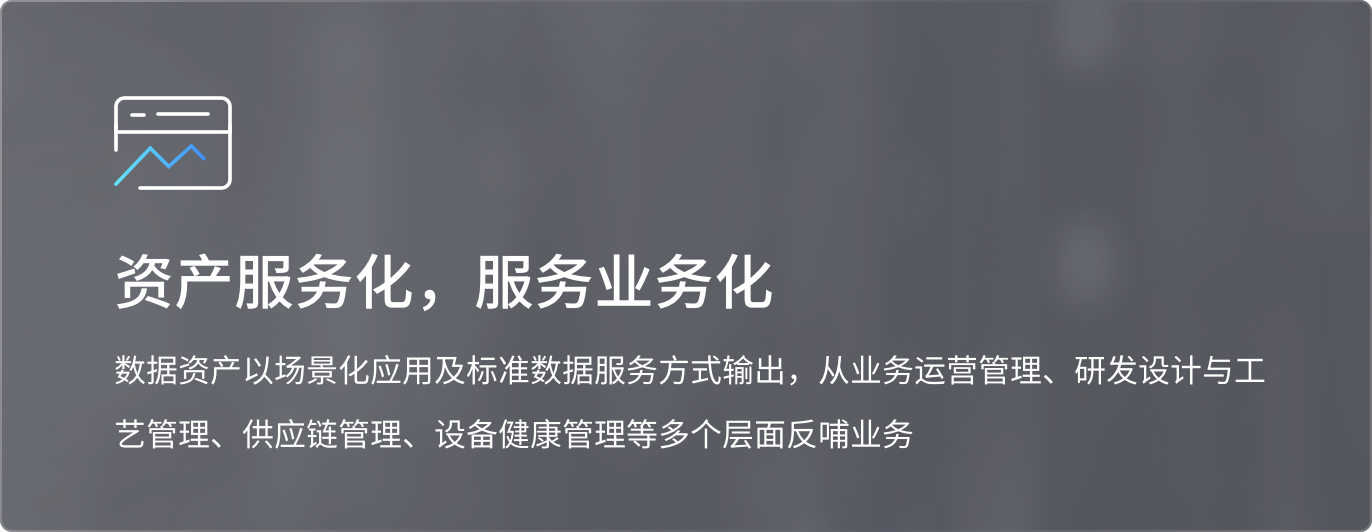 资产服务化，服务业务化
数据资产以场景化应用及标准数据服务方式输出，从业务运营管理、研发设计与工
艺管理、供应链管理、设备健康管理等多个层面反哺业务